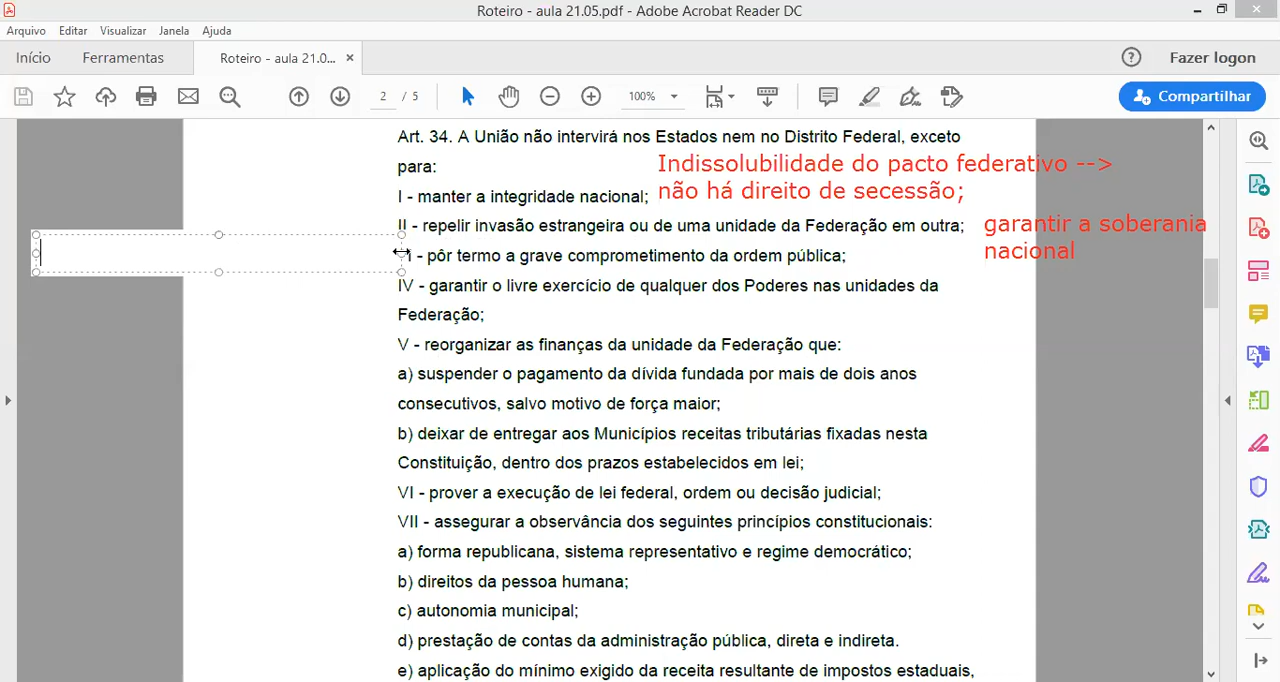 Roteiro - aula 21.05.pdf - Adobe Acrobat Reader DC
Arquivo Editar Visualizar Janela Ajuda
Início Ferramentas Roteiro - aula 21.0... × ? Fazer logon
2 / 5 100% Compartilhar
Art. 34. A União não intervirá nos Estados nem no Distrito Federal, exceto
para:
Indissolubilidade do pacto federativo -->
I - manter a integridade nacional;
não há direito de secessão;
II - repelir invasão estrangeira ou de uma unidade da Federação em outra;
garantir a soberania
nacional
- pôr termo a grave comprometimento da ordem pública;
IV - garantir o livre exercício de qualquer dos Poderes nas unidades da
Federação;
V - reorganizar as finanças da unidade da Federação que:
a) suspender o pagamento da dívida fundada por mais de dois anos
consecutivos, salvo motivo de força maior;
b) deixar de entregar aos Municípios receitas tributárias fixadas nesta
Constituição, dentro dos prazos estabelecidos em lei;
VI - prover a execução de lei federal, ordem ou decisão judicial;
VII - assegurar a observância dos seguintes princípios constitucionais:
a) forma republicana, sistema representativo e regime democrático;
b) direitos da pessoa humana;
c) autonomia municipal;
d) prestação de contas da administração pública, direta e indireta.
e) aplicação do mínimo exigido da receita resultante de impostos estaduais,